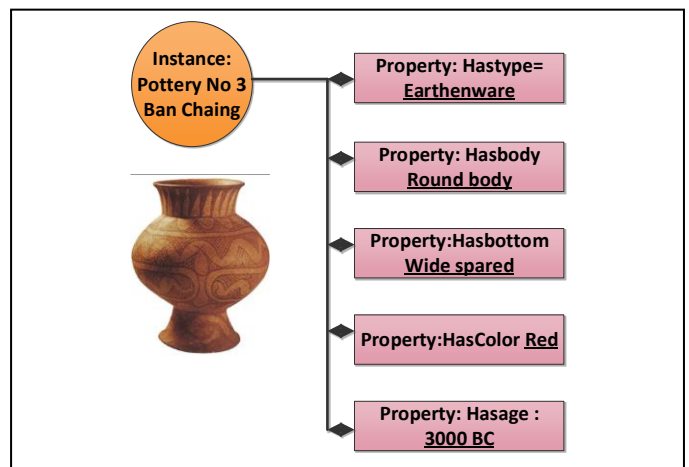 Instance:
Pottery No 3
Ban Chaing
Property: Hastype=
Earthenware
Property: Hasbody
Round body
Property:Hasbottom
Wide spared
Property:HasColor Red
Property: Hasage :
3000 BC